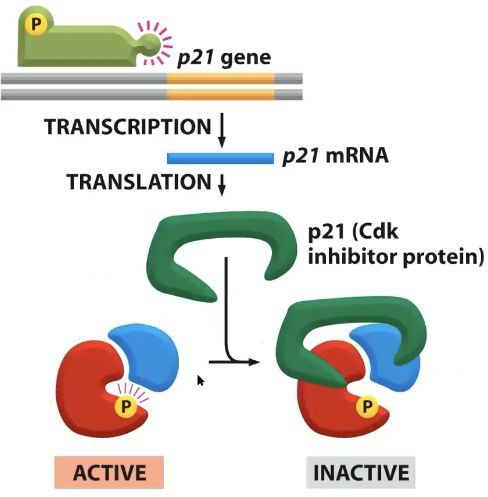 P
p21 gene
TRANSCRIPTION
p21 mRNA
TRANSLATION
p21 (Cdk
inhibitor protein)
P
P
ACTIVE
INACTIVE